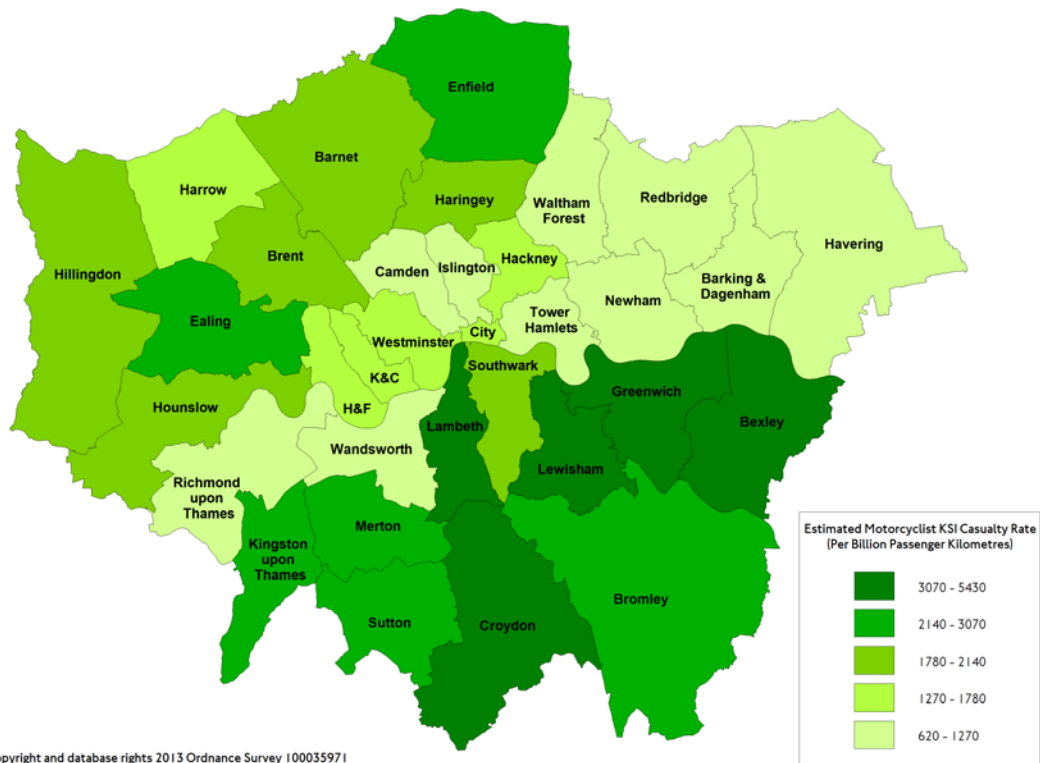 Enfield
Barnet
Harrow
Haringey
Waltham
Forest
Redbridge
Havering
Hillingdon
Brent
Camden
Islington
Hackney
Barking &
Dagenham
Newham
Tower
Hamlets
Ealing
Westminster
City
K&C
Southwark
H&F
Hounslow
Greenwich
Bexley
Lambeth
Wandsworth
Lewisham
Richmond
upon
Thames
Merton
Kingston
upon
Thames
Bromley
Sutton
Croydon
Estimated Motorcyclist KSI Casualty Rate
(Per Billion Passenger Kilometres)
3070 - 5430
2140 - 3070
1780 - 2140
1270 - 1780
620 - 1270
opyright and database rights 2013 Ordnance Survey 100035971